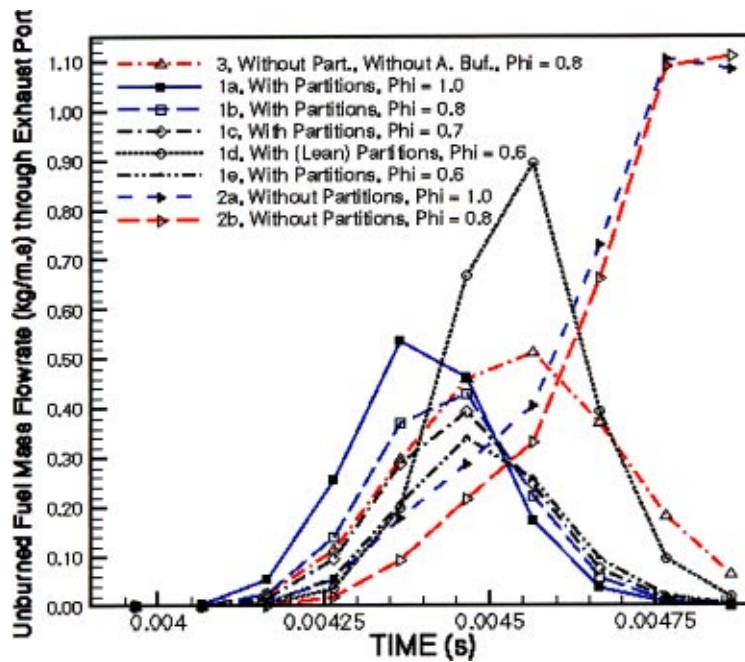 Unburned Fuel Mass Flowrate (kg/m.s) through Exhaust Port
1.10
1.00
0.90
0.80
0.70
0.60
0.50
0.40
0.30
0.20
0.10
0.00
3, Without Part., Without A. Buf., Phi = 0.8
1a, With Partitions, Phi = 1.0
1b, With Partitions, Phi = 0.8
1c, With Partitions, Phi = 0.7
1d, With (Lean) Partitions, Phi = 0.6
1e, With Partitions, Phi = 0.6
2a, Without Partitions, Phi = 1.0
2b, Without Partitions, Phi = 0.8
0.004 0.00425 0.0045 0.00475
TIME (s)